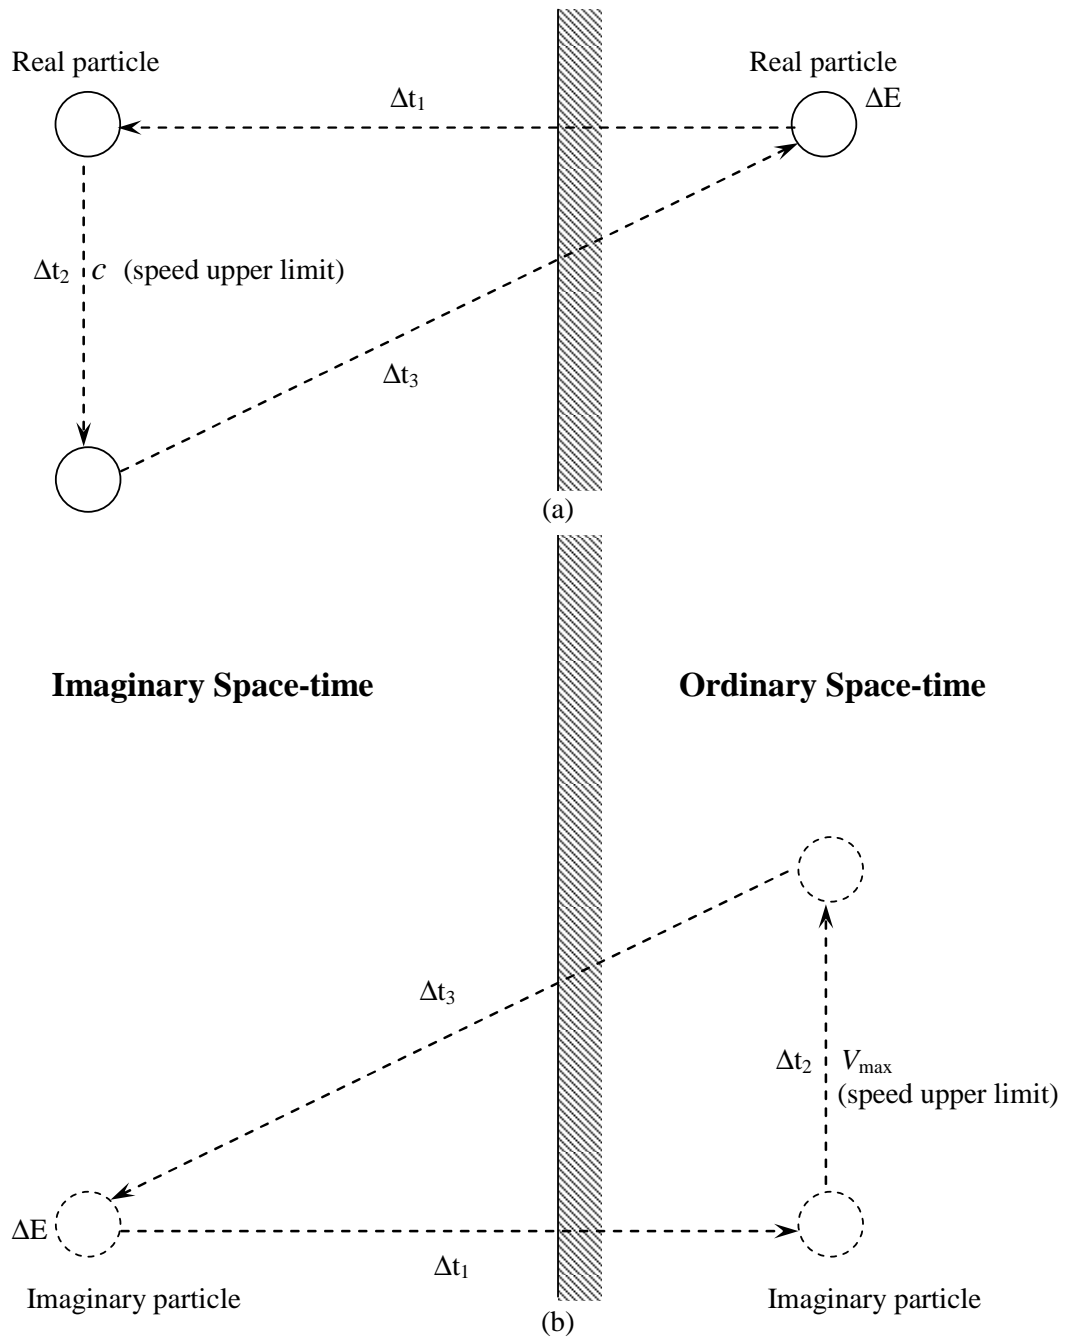 Real particle
Real particle
Δt₁
ΔE
Δt₂ c (speed upper limit)
Δt₃
(a)
Imaginary Space-time
Ordinary Space-time
Δt₃
Δt₂ Vmax
(speed upper limit)
ΔE
Δt₁
Imaginary particle
Imaginary particle
(b)